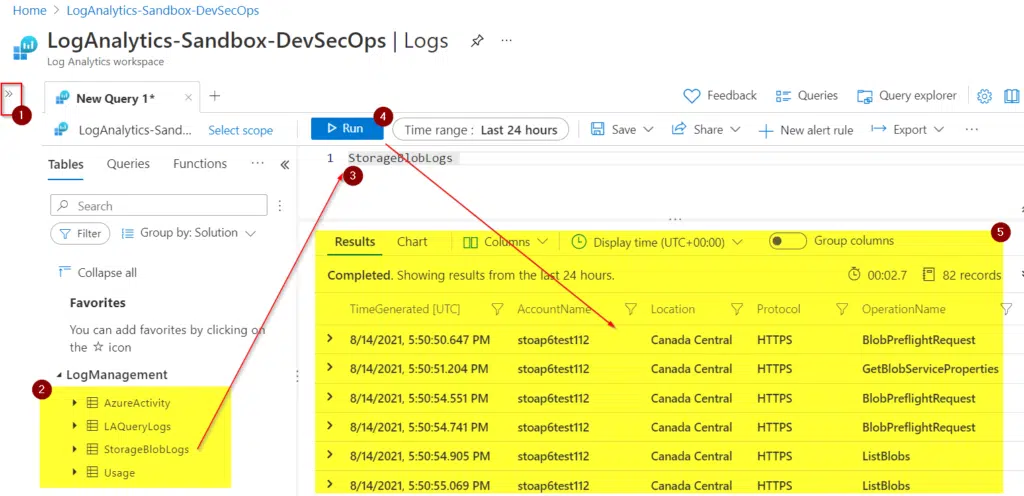 Home > LogAnalytics-Sandbox-DevSecOps
LogAnalytics-Sandbox-DevSecOps | Logs
Log Analytics workspace
1
New Query 1*
Feedback
Queries
Query explorer
LogAnalytics-Sand...
Select scope
Run
4
Time range : Last 24 hours
Save
Share
New alert rule
Export
Tables
Queries
Functions
1 StorageBlobLogs
3
Search
Filter
Group by: Solution
Collapse all
Favorites
You can add favorites by clicking on
the ☆ icon
LogManagement
2
AzureActivity
LAQueryLogs
StorageBlobLogs
Usage
5
Results
Chart
Columns
Display time (UTC+00:00)
Group columns
Completed. Showing results from the last 24 hours.
00:02.7
82 records
TimeGenerated [UTC] AccountName Location Protocol OperationName
8/14/2021, 5:50:50.647 PM stoap6test112 Canada Central HTTPS BlobPreflightRequest
8/14/2021, 5:50:51.204 PM stoap6test112 Canada Central HTTPS GetBlobServiceProperties
8/14/2021, 5:50:54.551 PM stoap6test112 Canada Central HTTPS BlobPreflightRequest
8/14/2021, 5:50:54.741 PM stoap6test112 Canada Central HTTPS BlobPreflightRequest
8/14/2021, 5:50:54.905 PM stoap6test112 Canada Central HTTPS ListBlobs
8/14/2021, 5:50:55.069 PM stoap6test112 Canada Central HTTPS ListBlobs